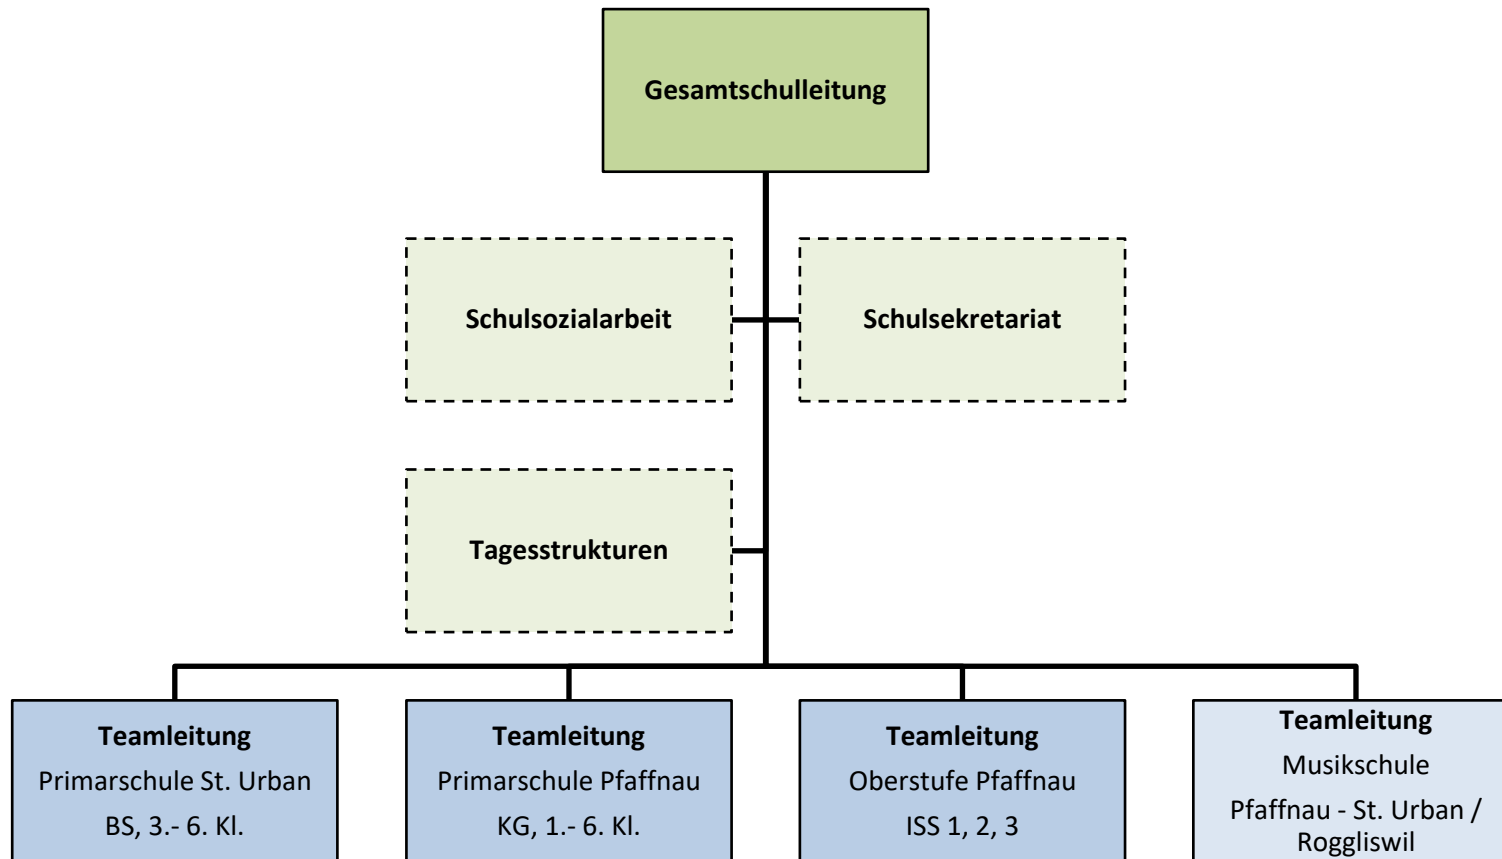 Gesamtschulleitung
Schulsozialarbeit
Schulsekretariat
Tagesstrukturen
Teamleitung
Primarschule St. Urban
BS, 3.- 6. Kl.
Teamleitung
Primarschule Pfaffnau
KG, 1.- 6. Kl.
Teamleitung
Oberstufe Pfaffnau
ISS 1, 2, 3
Teamleitung
Musikschule
Pfaffnau - St. Urban /
Roggliswil